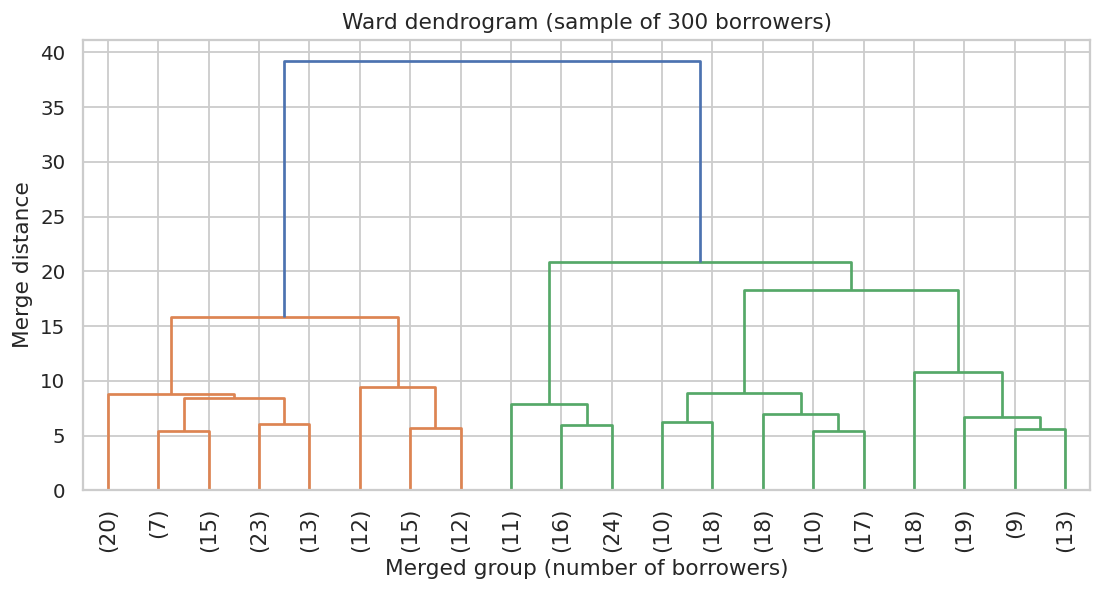 Ward dendrogram (sample of 300 borrowers)
Merge distance
40
35
30
25
20
15
10
5
0
(20) (7) (15) (23) (13) (12) (15) (12) (11) (16) (24) (10) (18) (18) (10) (17) (18) (19) (9) (13)
Merged group (number of borrowers)